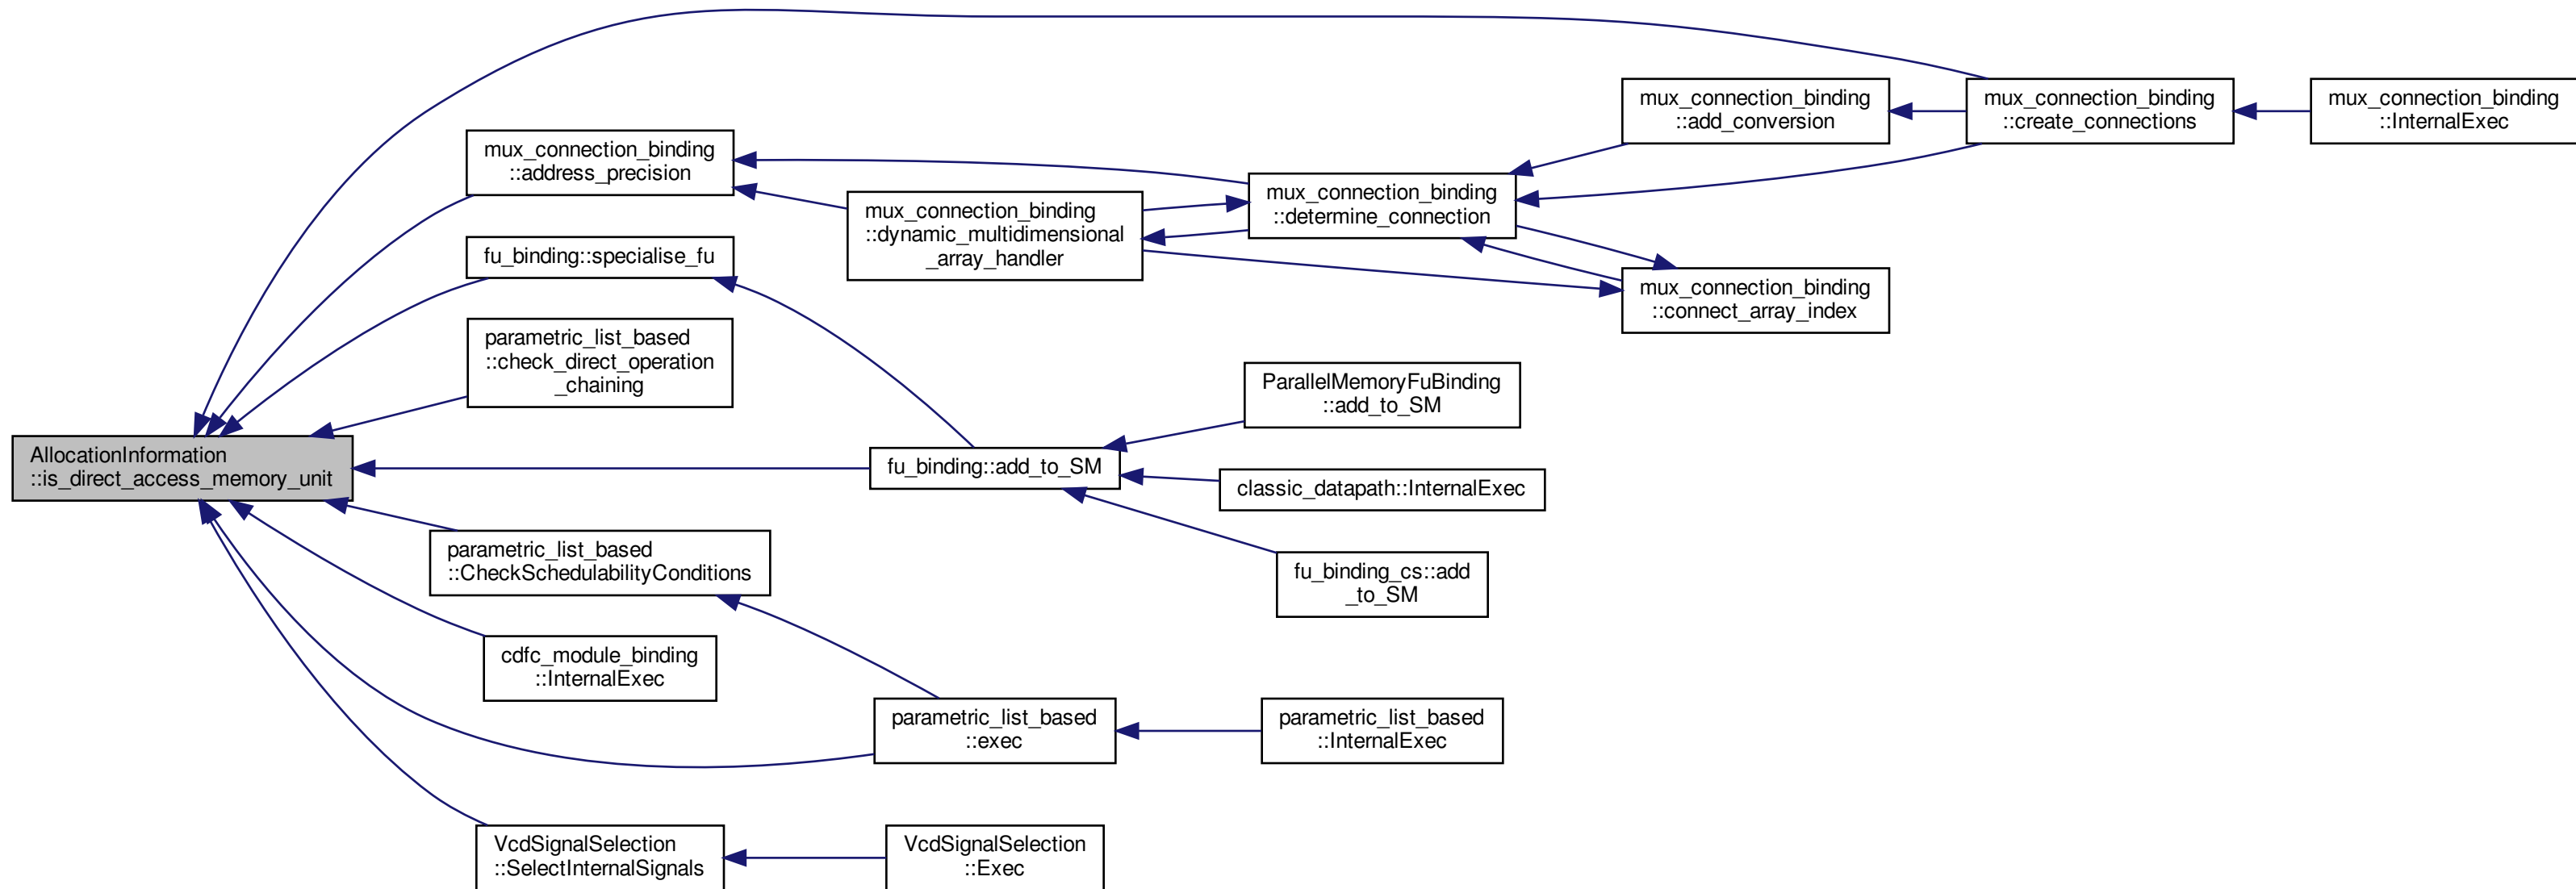 mux_connection_binding
::add_conversion
mux_connection_binding
::create_connections
mux_connection_binding
::InternalExec
mux_connection_binding
::address_precision
mux_connection_binding
::determine_connection
mux_connection_binding
::dynamic_multidimensional
_array_handler
fu_binding::specialise_fu
mux_connection_binding
::connect_array_index
parametric_list_based
::check_direct_operation
_chaining
ParallelMemoryFuBinding
::add_to_SM
AllocationInformation
::is_direct_access_memory_unit
fu_binding::add_to_SM
classic_datapath::InternalExec
parametric_list_based
::CheckSchedulabilityConditions
fu_binding_cs::add
_to_SM
cdfc_module_binding
::InternalExec
parametric_list_based
::exec
parametric_list_based
::InternalExec
VcdSignalSelection
::SelectInternalSignals
VcdSignalSelection
::Exec